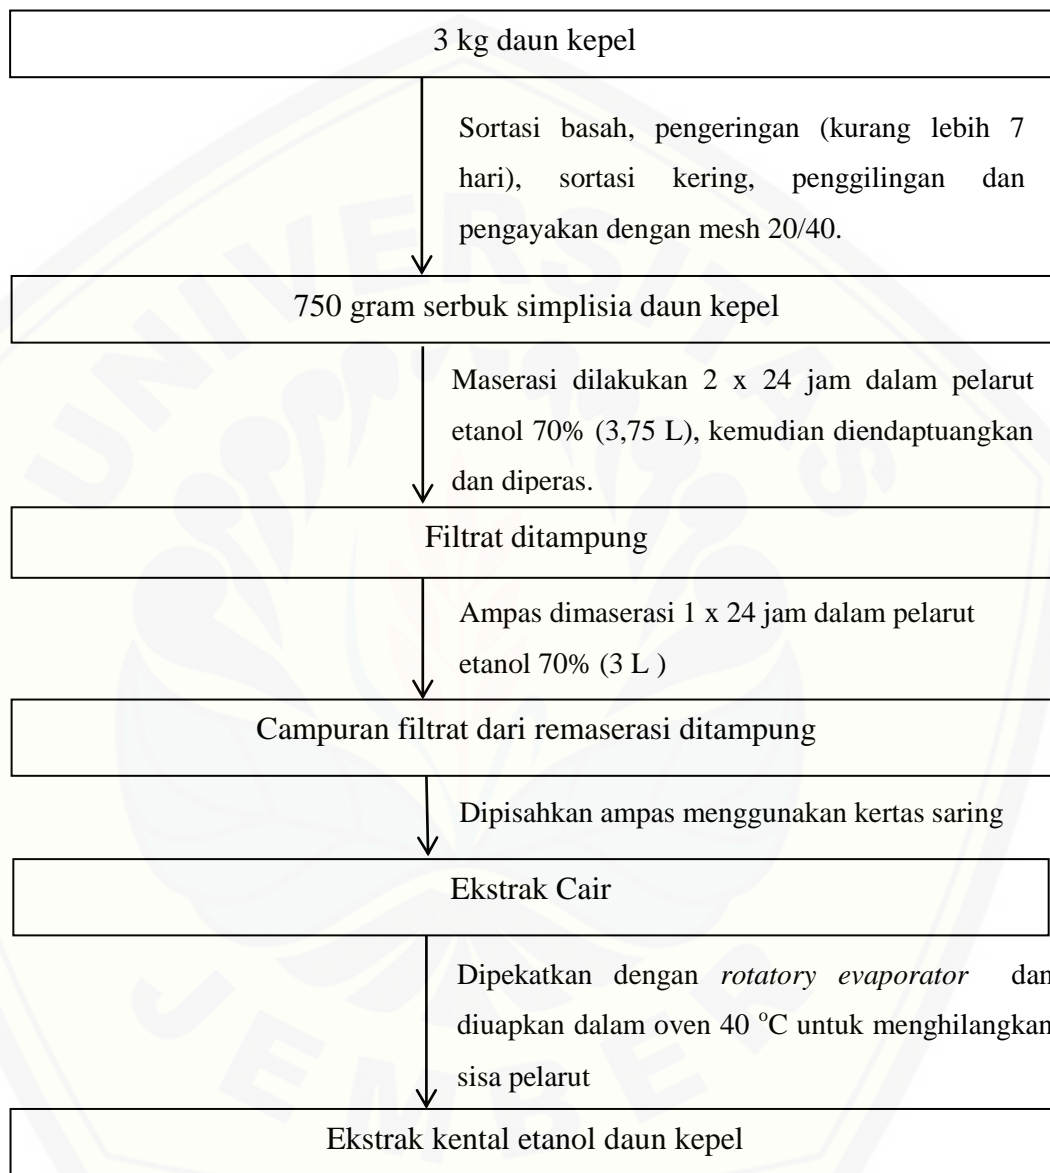 3 kg daun kepel
Sortasi basah, pengeringan (kurang lebih 7
hari), sortasi kering, penggilingan dan
pengayakan dengan mesh 20/40.
750 gram serbuk simplisia daun kepel
Maserasi dilakukan 2 x 24 jam dalam pelarut
etanol 70% (3,75 L), kemudian diendaptuangkan
dan diperas.
Filtrat ditampung
Ampas dimaserasi 1 x 24 jam dalam pelarut
etanol 70% (3 L )
Campuran filtrat dari remaserasi ditampung
Dipisahkan ampas menggunakan kertas saring
Ekstrak Cair
Dipekatkan dengan rotatory evaporator dan
diuapkan dalam oven 40 °C untuk menghilangkan
sisa pelarut
Ekstrak kental etanol daun kepel
UNIVERSITAS
JEMBER